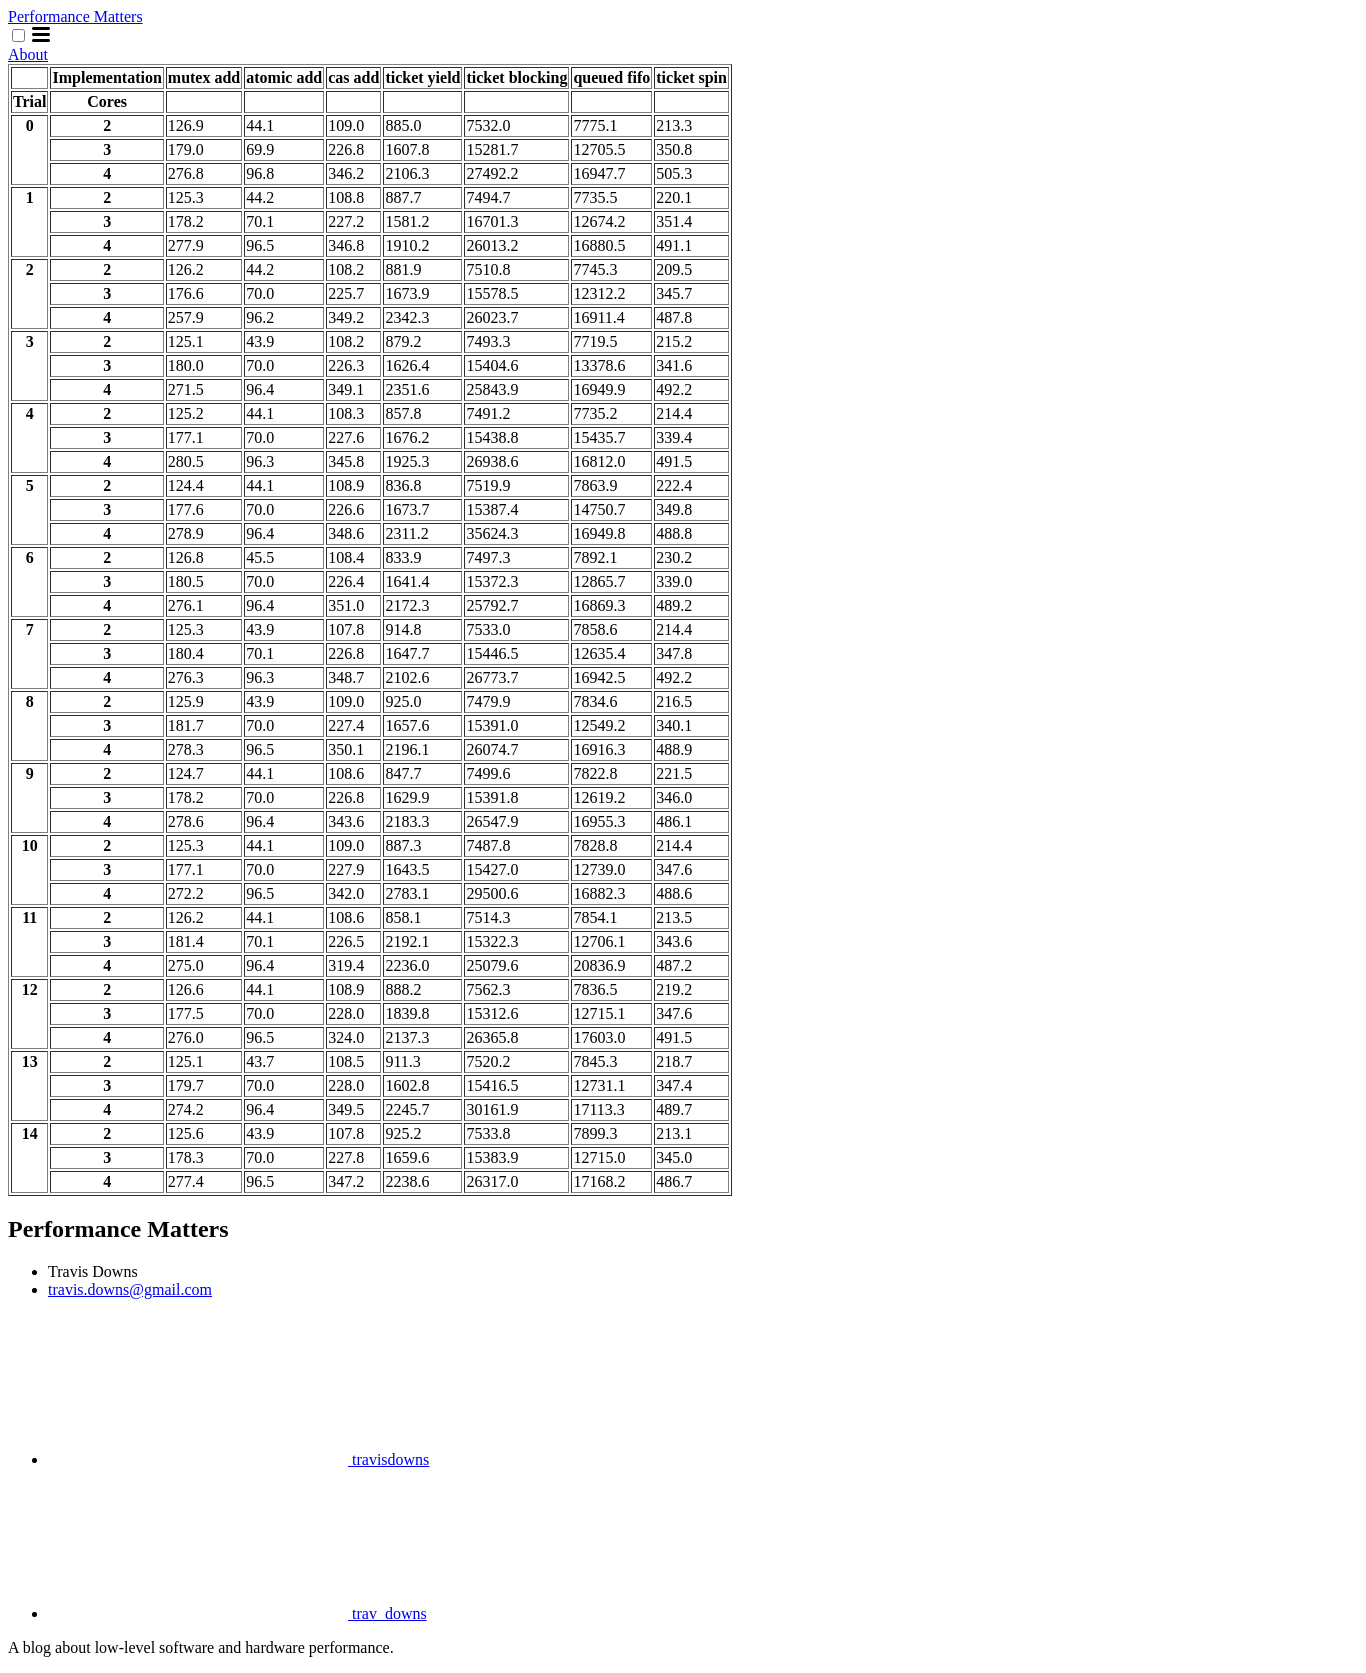 Performance Matters
About
Implementation mutex add atomic add cas add ticket yield ticket blocking queued fifo ticket spin
Trial Cores
0 2 126.9 44.1 109.0 885.0 7532.0 7775.1 213.3
3 179.0 69.9 226.8 1607.8 15281.7 12705.5 350.8
4 276.8 96.8 346.2 2106.3 27492.2 16947.7 505.3
1 2 125.3 44.2 108.8 887.7 7494.7 7735.5 220.1
3 178.2 70.1 227.2 1581.2 16701.3 12674.2 351.4
4 277.9 96.5 346.8 1910.2 26013.2 16880.5 491.1
2 2 126.2 44.2 108.2 881.9 7510.8 7745.3 209.5
3 176.6 70.0 225.7 1673.9 15578.5 12312.2 345.7
4 257.9 96.2 349.2 2342.3 26023.7 16911.4 487.8
3 2 125.1 43.9 108.2 879.2 7493.3 7719.5 215.2
3 180.0 70.0 226.3 1626.4 15404.6 13378.6 341.6
4 271.5 96.4 349.1 2351.6 25843.9 16949.9 492.2
4 2 125.2 44.1 108.3 857.8 7491.2 7735.2 214.4
3 177.1 70.0 227.6 1676.2 15438.8 15435.7 339.4
4 280.5 96.3 345.8 1925.3 26938.6 16812.0 491.5
5 2 124.4 44.1 108.9 836.8 7519.9 7863.9 222.4
3 177.6 70.0 226.6 1673.7 15387.4 14750.7 349.8
4 278.9 96.4 348.6 2311.2 35624.3 16949.8 488.8
6 2 126.8 45.5 108.4 833.9 7497.3 7892.1 230.2
3 180.5 70.0 226.4 1641.4 15372.3 12865.7 339.0
4 276.1 96.4 351.0 2172.3 25792.7 16869.3 489.2
7 2 125.3 43.9 107.8 914.8 7533.0 7858.6 214.4
3 180.4 70.1 226.8 1647.7 15446.5 12635.4 347.8
4 276.3 96.3 348.7 2102.6 26773.7 16942.5 492.2
8 2 125.9 43.9 109.0 925.0 7479.9 7834.6 216.5
3 181.7 70.0 227.4 1657.6 15391.0 12549.2 340.1
4 278.3 96.5 350.1 2196.1 26074.7 16916.3 488.9
9 2 124.7 44.1 108.6 847.7 7499.6 7822.8 221.5
3 178.2 70.0 226.8 1629.9 15391.8 12619.2 346.0
4 278.6 96.4 343.6 2183.3 26547.9 16955.3 486.1
10 2 125.3 44.1 109.0 887.3 7487.8 7828.8 214.4
3 177.1 70.0 227.9 1643.5 15427.0 12739.0 347.6
4 272.2 96.5 342.0 2783.1 29500.6 16882.3 488.6
11 2 126.2 44.1 108.6 858.1 7514.3 7854.1 213.5
3 181.4 70.1 226.5 2192.1 15322.3 12706.1 343.6
4 275.0 96.4 319.4 2236.0 25079.6 20836.9 487.2
12 2 126.6 44.1 108.9 888.2 7562.3 7836.5 219.2
3 177.5 70.0 228.0 1839.8 15312.6 12715.1 347.6
4 276.0 96.5 324.0 2137.3 26365.8 17603.0 491.5
13 2 125.1 43.7 108.5 911.3 7520.2 7845.3 218.7
3 179.7 70.0 228.0 1602.8 15416.5 12731.1 347.4
4 274.2 96.4 349.5 2245.7 30161.9 17113.3 489.7
14 2 125.6 43.9 107.8 925.2 7533.8 7899.3 213.1
3 178.3 70.0 227.8 1659.6 15383.9 12715.0 345.0
4 277.4 96.5 347.2 2238.6 26317.0 17168.2 486.7
Performance Matters
Travis Downs
travis.downs@gmail.com
travisdowns
trav_downs
A blog about low-level software and hardware performance.